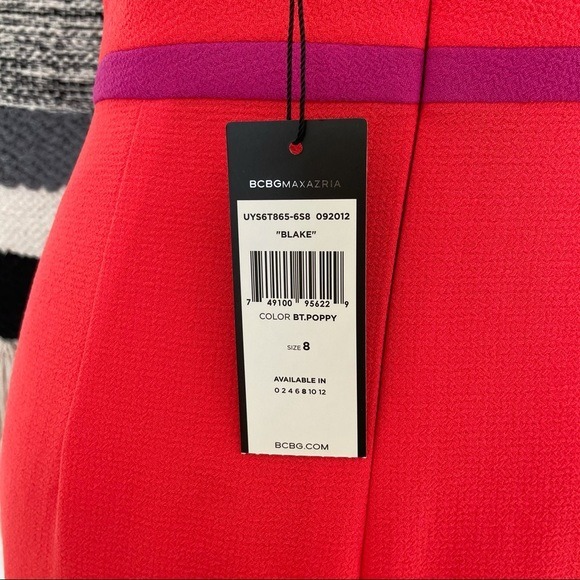 BCBGMAXAZRIA
UYS6T865-6S8 092012
"BLAKE"
7 49100 95622 9
COLOR BT.POPPY
SIZE 8
AVAILABLE IN
0 2 4 6 8 10 12
BCBG.COM